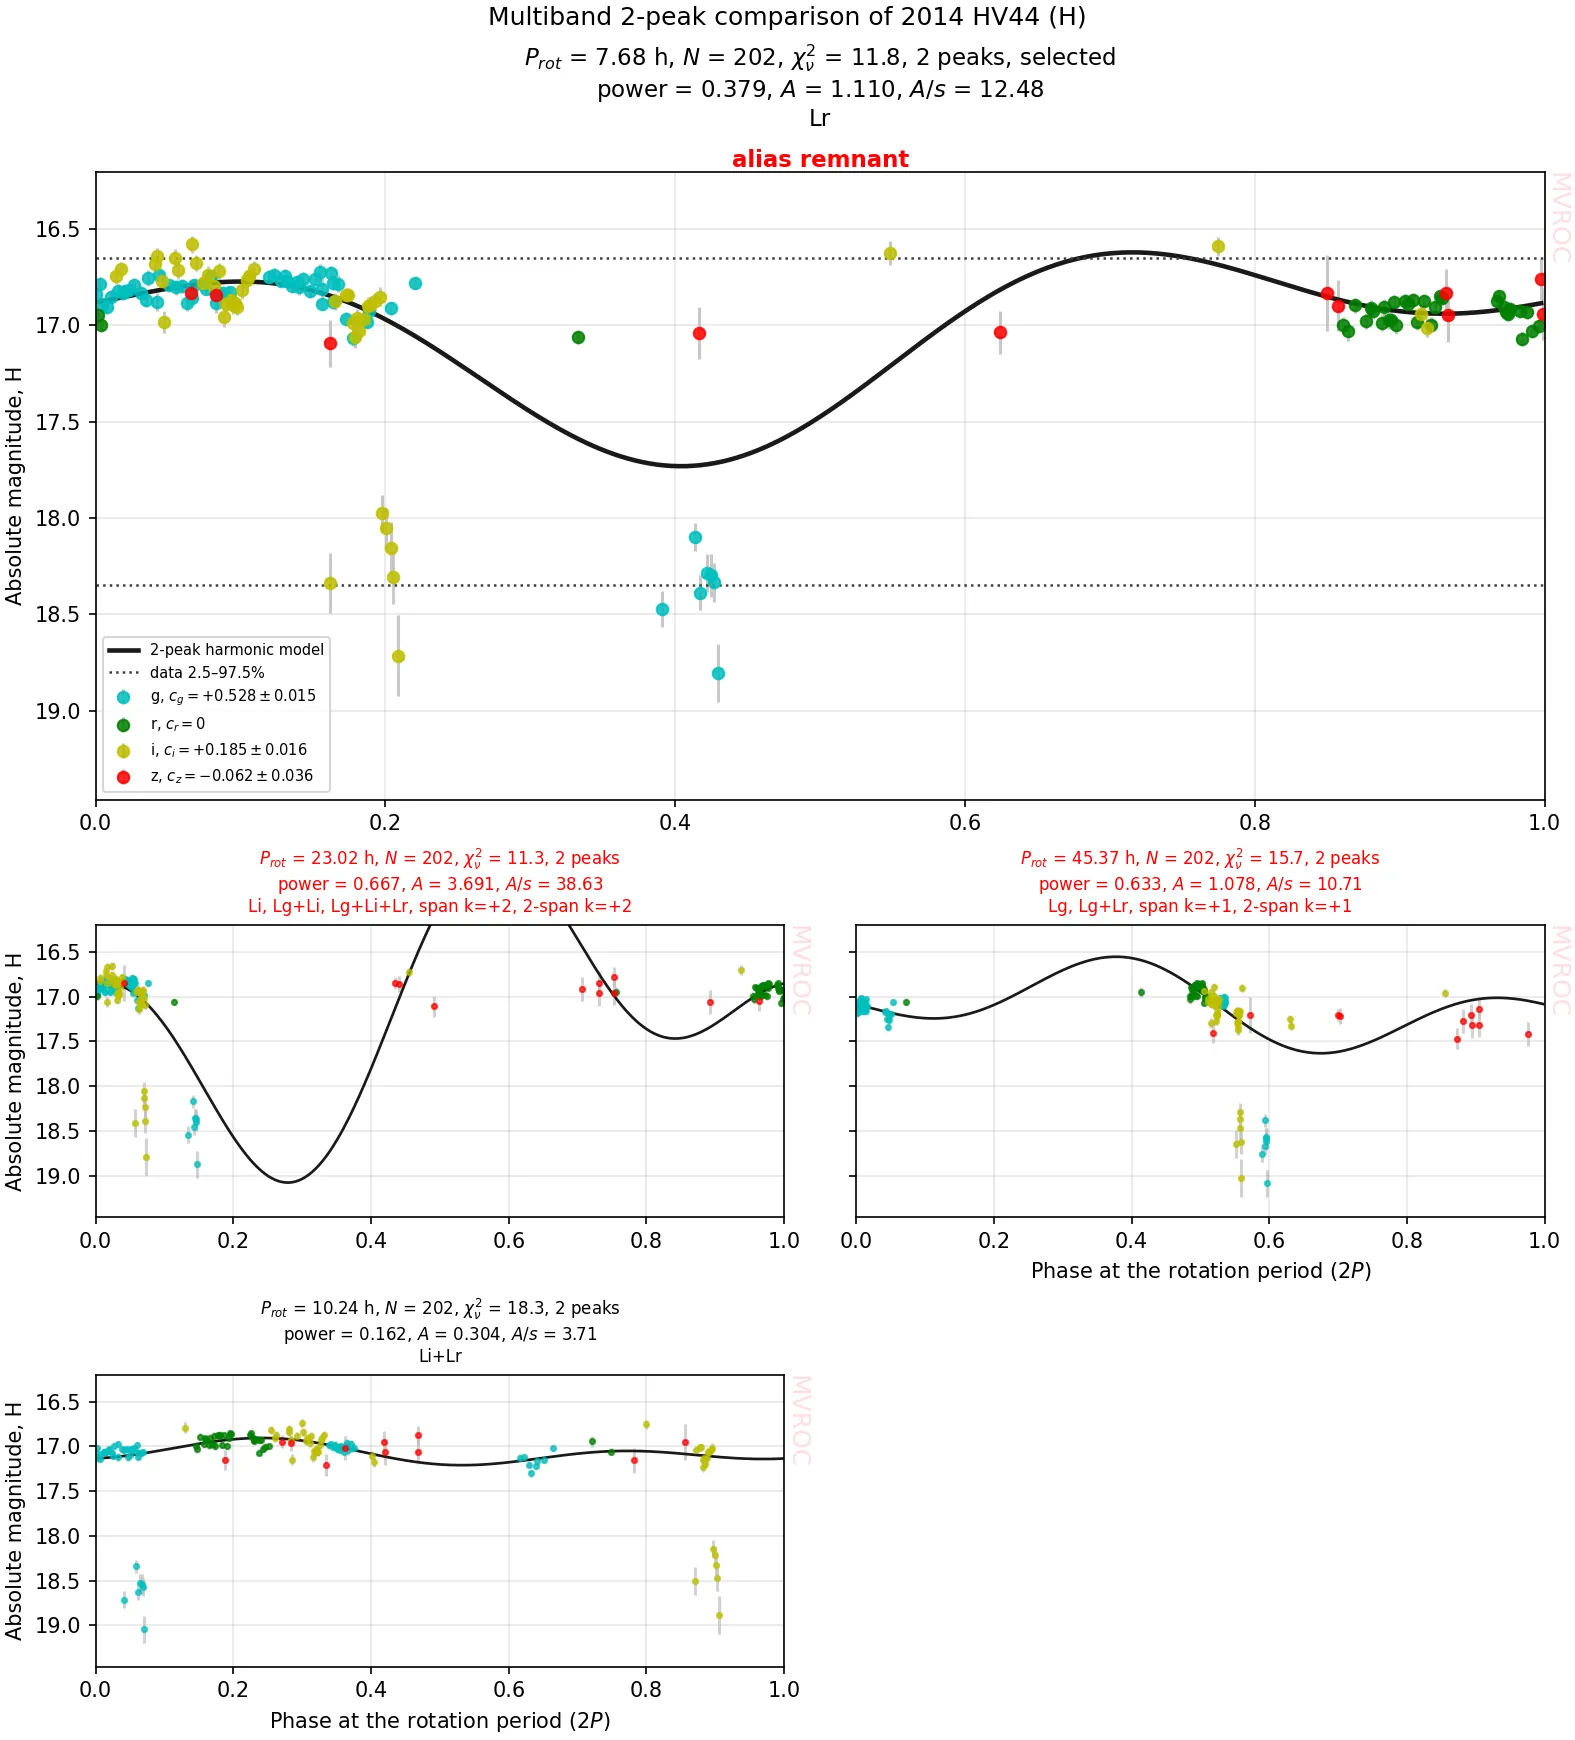 Multiband 2-peak comparison of 2014 HV44 (H)
P_rot = 7.68 h, N = 202, χ²_ν = 11.8, 2 peaks, selected
power = 0.379, A = 1.110, A/s = 12.48
Lr
alias remnant
MVROC
Absolute magnitude, H
16.5
17.0
17.5
18.0
18.5
19.0
2-peak harmonic model
data 2.5–97.5%
g, c_g = +0.528 ± 0.015
r, c_r = 0
i, c_i = +0.185 ± 0.016
z, c_z = −0.062 ± 0.036
0.0 0.2 0.4 0.6 0.8 1.0
P_rot = 23.02 h, N = 202, χ²_ν = 11.3, 2 peaks
power = 0.667, A = 3.691, A/s = 38.63
Li, Lg+Li, Lg+Li+Lr, span k=+2, 2-span k=+2
MVROC
Absolute magnitude, H
16.5
17.0
17.5
18.0
18.5
19.0
0.0 0.2 0.4 0.6 0.8 1.0
P_rot = 45.37 h, N = 202, χ²_ν = 15.7, 2 peaks
power = 0.633, A = 1.078, A/s = 10.71
Lg, Lg+Lr, span k=+1, 2-span k=+1
MVROC
0.0 0.2 0.4 0.6 0.8 1.0
Phase at the rotation period (2P)
P_rot = 10.24 h, N = 202, χ²_ν = 18.3, 2 peaks
power = 0.162, A = 0.304, A/s = 3.71
Li+Lr
MVROC
Absolute magnitude, H
16.5
17.0
17.5
18.0
18.5
19.0
0.0 0.2 0.4 0.6 0.8 1.0
Phase at the rotation period (2P)